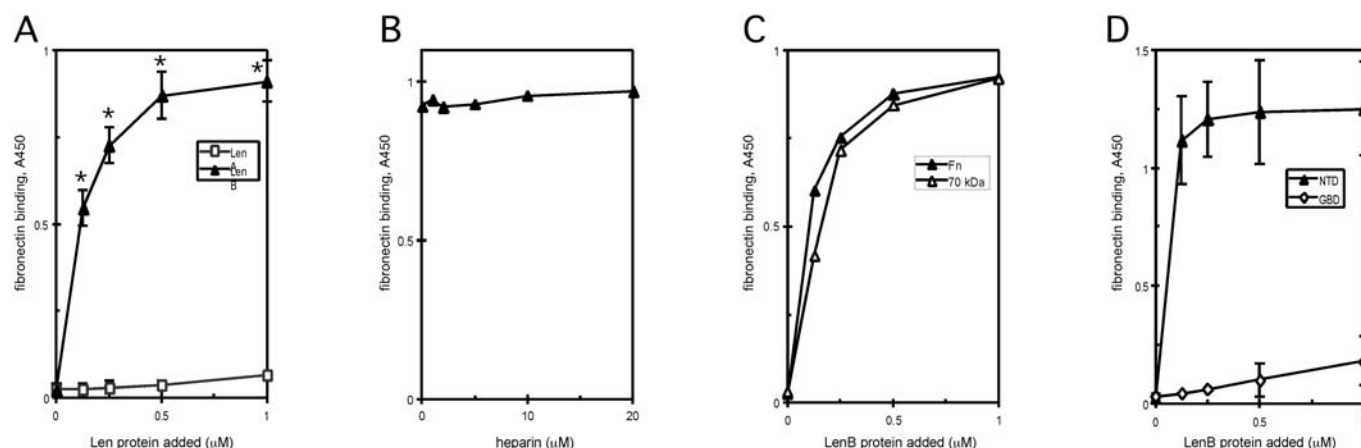 A
1
*
*
*
*
fibronectin binding, A450
0.5
Len
A
Len
B
0
0
0.5
1
Len protein added (μM)
B
1
fibronectin binding, A450
0.5
0
0
10
20
heparin (μM)
C
1
fibronectin binding, A450
0.5
Fn
70 kDa
0
0
0.5
1
LenB protein added (μM)
D
1.5
fibronectin binding, A450
1
NTD
GBD
0.5
0
0
0.5
1
LenB protein added (μM)